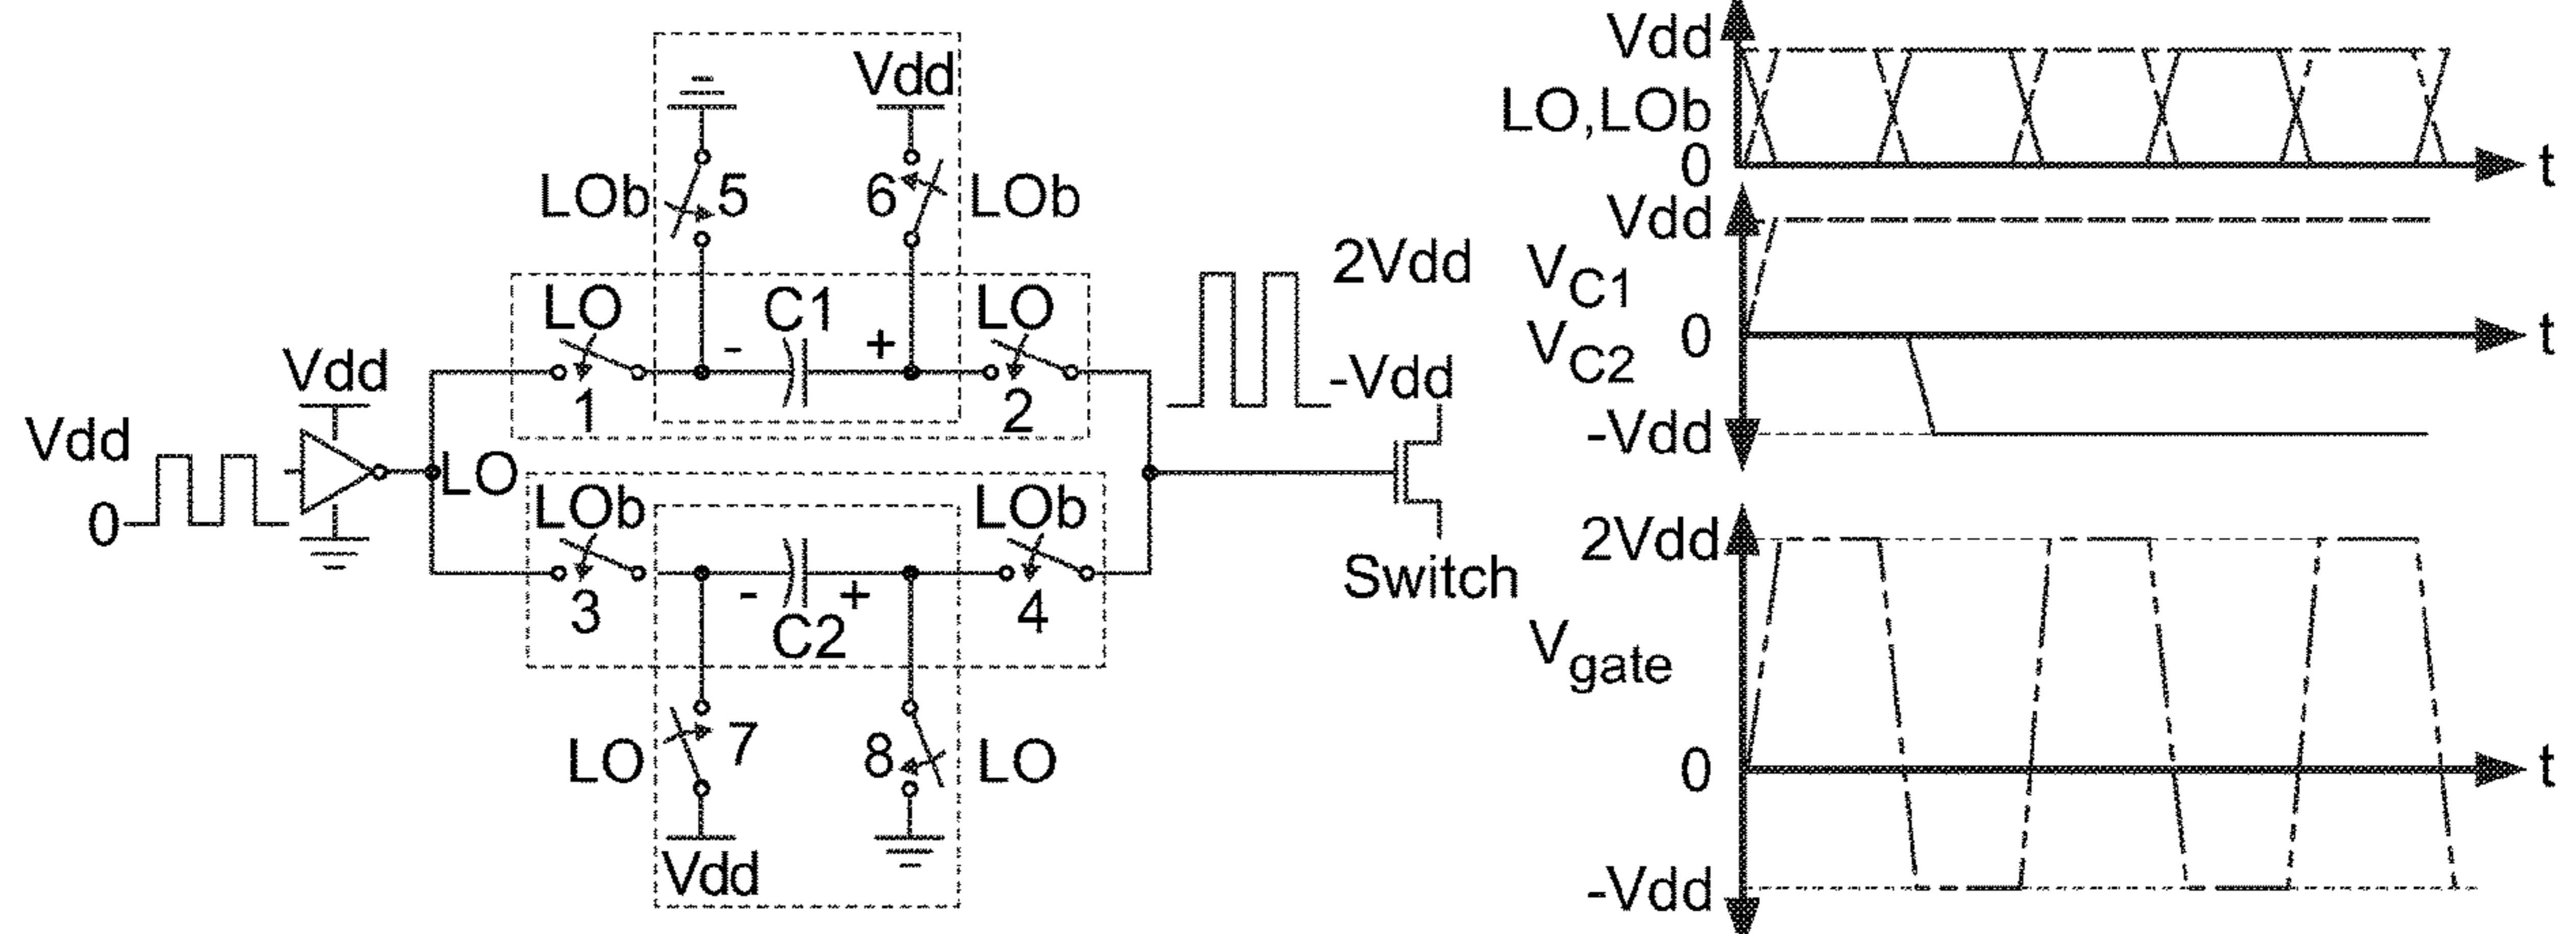 Vdd
LOb
5
6
LOb
LO
C1
LO
-
+
1
2
Vdd
Vdd
0
LO
2Vdd
-Vdd
LOb
LOb
-
+
3
C2
4
Switch
LO
7
8
LO
Vdd
Vdd
LO,LOb
0
t
Vdd
VC1
0
t
VC2
-Vdd
2Vdd
Vgate
0
t
-Vdd